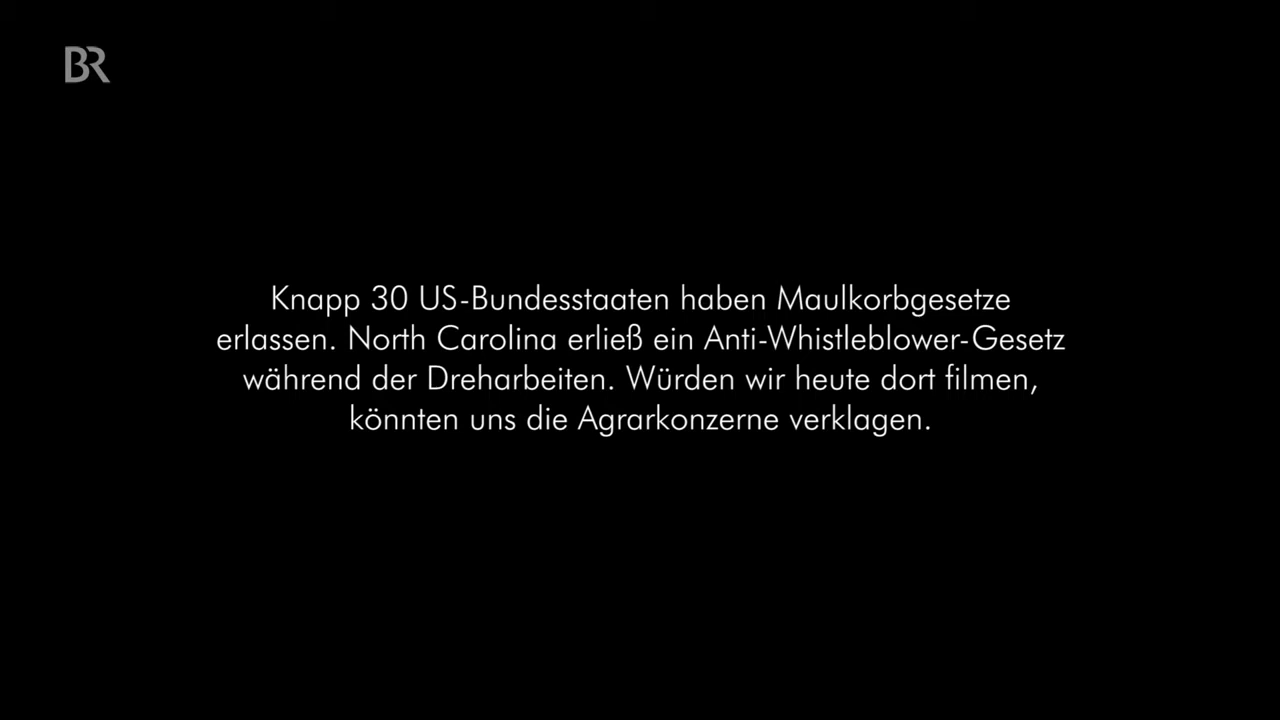 BR
Knapp 30 US-Bundesstaaten haben Maulkorbgesetze
erlassen. North Carolina erließ ein Anti-Whistleblower-Gesetz
während der Dreharbeiten. Würden wir heute dort filmen,
könnten uns die Agrarkonzerne verklagen.